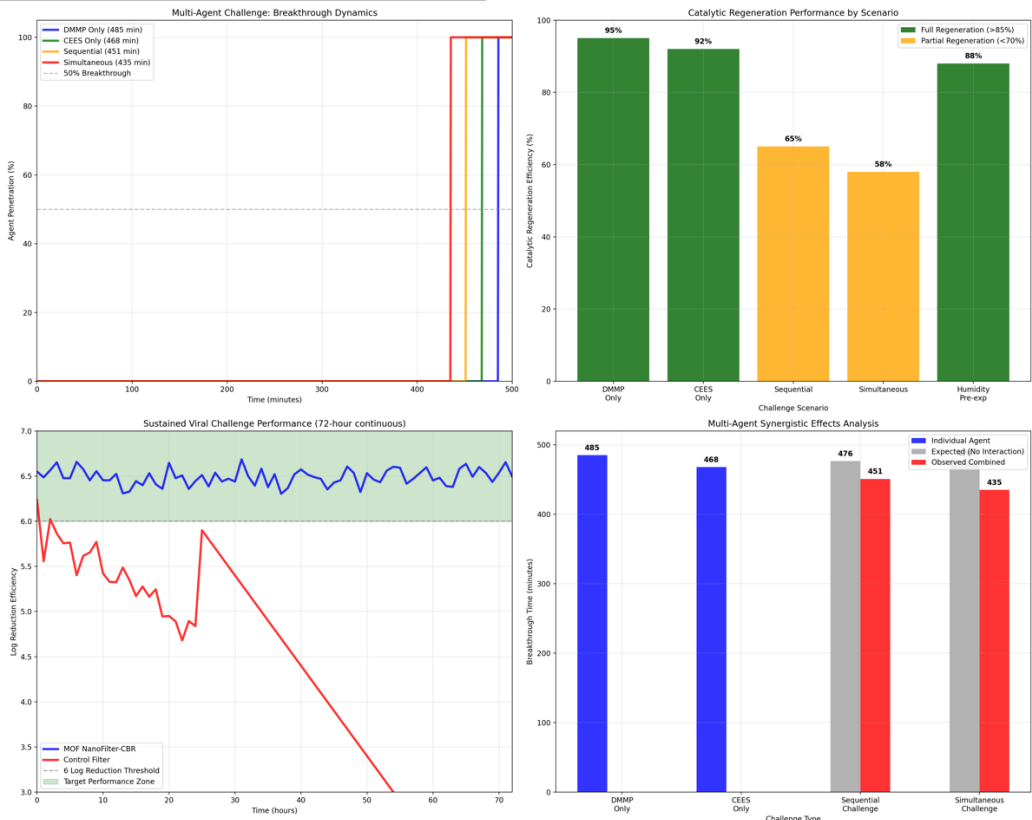 Multi-Agent Challenge: Breakthrough Dynamics
DMMP Only (485 min)
CEES Only (468 min)
Sequential (451 min)
Simultaneous (435 min)
50% Breakthrough
Agent Penetration (%)
100
80
60
40
20
0
0 100 200 300 400 500
Time (minutes)
Catalytic Regeneration Performance by Scenario
Full Regeneration (>85%)
Partial Regeneration (<70%)
Catalytic Regeneration Efficiency (%)
100
80
60
40
20
0
95%
92%
65%
58%
88%
DMMP
Only
CEES
Only
Sequential
Simultaneous
Humidity
Pre-exp
Challenge Scenario
Sustained Viral Challenge Performance (72-hour continuous)
Log Reduction Efficiency
7.0
6.5
6.0
5.5
5.0
4.5
4.0
3.5
3.0
MOF NanoFilter-CBR
Control Filter
6 Log Reduction Threshold
Target Performance Zone
0 10 20 30 40 50 60 70
Time (hours)
Multi-Agent Synergistic Effects Analysis
Individual Agent
Expected (No Interaction)
Observed Combined
Breakthrough Time (minutes)
500
400
300
200
100
0
485
468
476
451
435
DMMP
Only
CEES
Only
Sequential
Challenge
Simultaneous
Challenge
Challenge Type